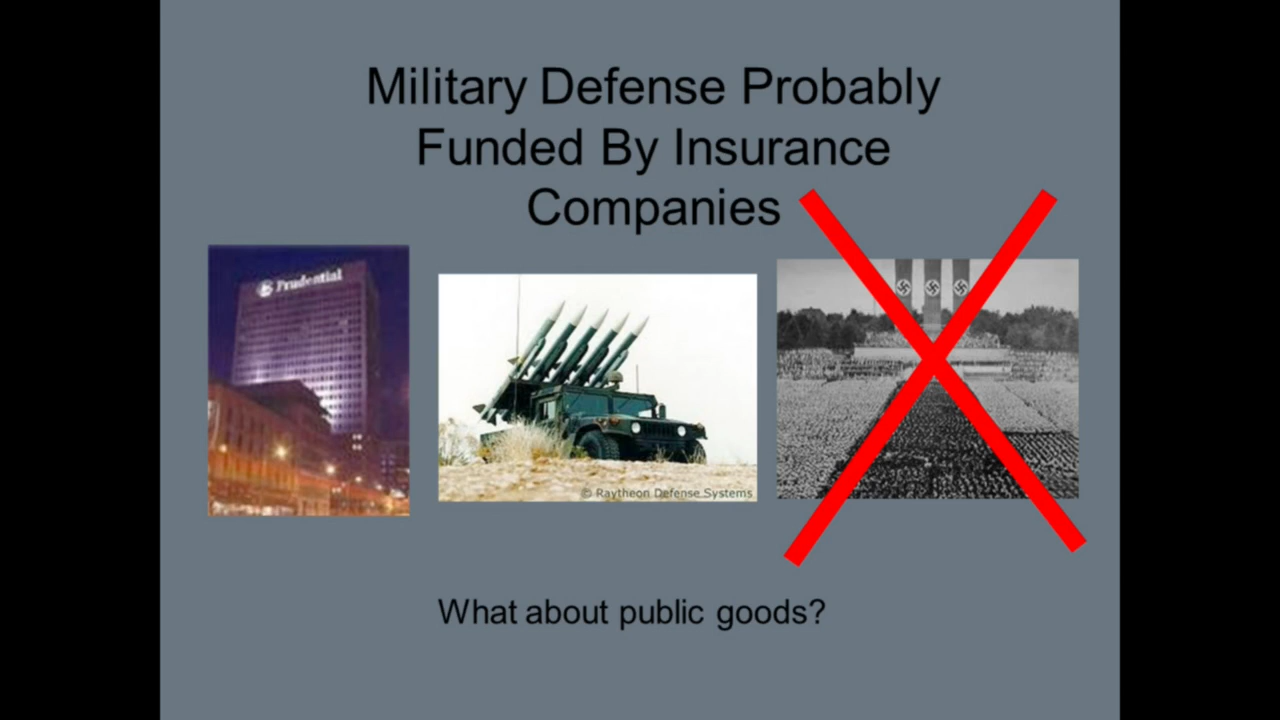 Military Defense Probably
Funded By Insurance
Companies
Prudential
© Raytheon Defense Systems
What about public goods?